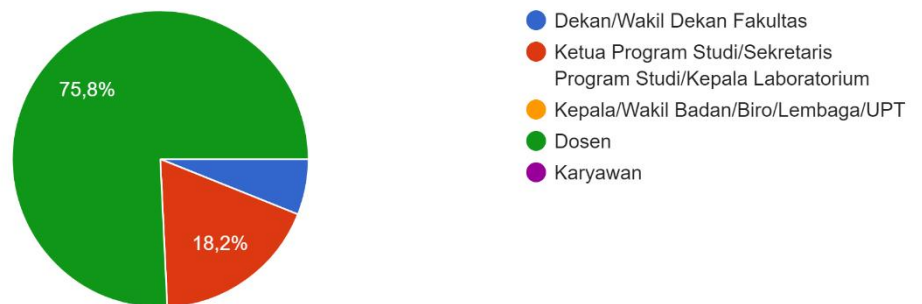 75,8%
18,2%
Dekan/Wakil Dekan Fakultas
Ketua Program Studi/Sekretaris
Program Studi/Kepala Laboratorium
Kepala/Wakil Badan/Biro/Lembaga/UPT
Dosen
Karyawan